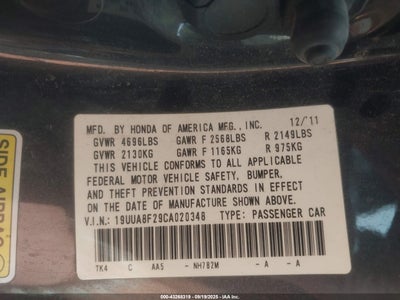 MFD. BY HONDA OF AMERICA MFG., INC. 12/'11
GVWR 4696LBS GAWR F 2568LBS R 2149LBS
GVWR 2130KG GAWR F 1165KG R 975KG
THIS VEHICLE CONFORMS TO ALL APPLICABLE
FEDERAL MOTOR VEHICLE SAFETY, BUMPER,
AND THEFT PREVENTION STANDARDS IN EFFECT
ON THE DATE OF MANUFACTURE SHOWN ABOVE.
V.I.N.: 19UUA8F29CA020348 TYPE: PASSENGER CAR
TK4 C AA5 - NH782M - A - A
SIDE AIRBAG
000-43268319 - 09/19/2025 - IAA Inc.